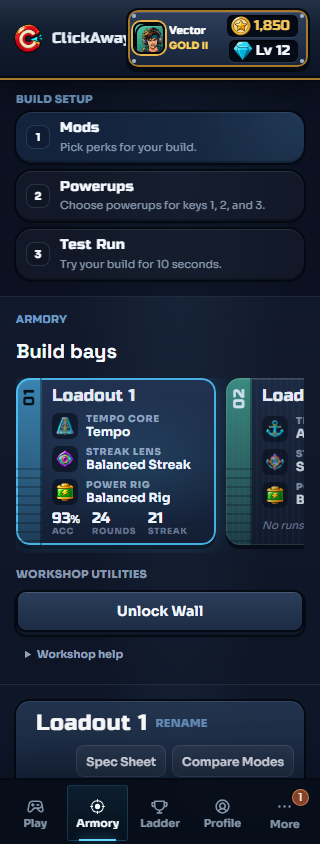 ClickAway
Vector
GOLD II
1,850
Lv 12
BUILD SETUP
1
Mods
Pick perks for your build.
2
Powerups
Choose powerups for keys 1, 2, and 3.
3
Test Run
Try your build for 10 seconds.
ARMORY
Build bays
01
Loadout 1
TEMPO CORE
Tempo
STREAK LENS
Balanced Streak
POWER RIG
Balanced Rig
93% 24 21
ACC ROUNDS STREAK
02
Load
No runs
WORKSHOP UTILITIES
Unlock Wall
Workshop help
Loadout 1 RENAME
Spec Sheet Compare Modes
1
Play Armory Ladder Profile More